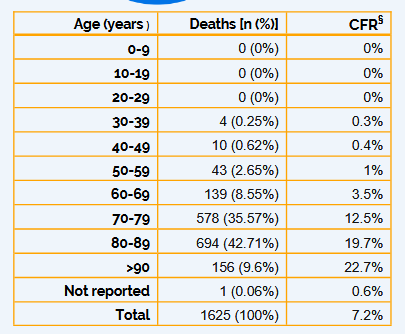 Age (years) Deaths [n (%)] CFR§
0-9 0 (0%) 0%
10-19 0 (0%) 0%
20-29 0 (0%) 0%
30-39 4 (0.25%) 0.3%
40-49 10 (0.62%) 0.4%
50-59 43 (2.65%) 1%
60-69 139 (8.55%) 3.5%
70-79 578 (35.57%) 12.5%
80-89 694 (42.71%) 19.7%
>90 156 (9.6%) 22.7%
Not reported 1 (0.06%) 0.6%
Total 1625 (100%) 7.2%